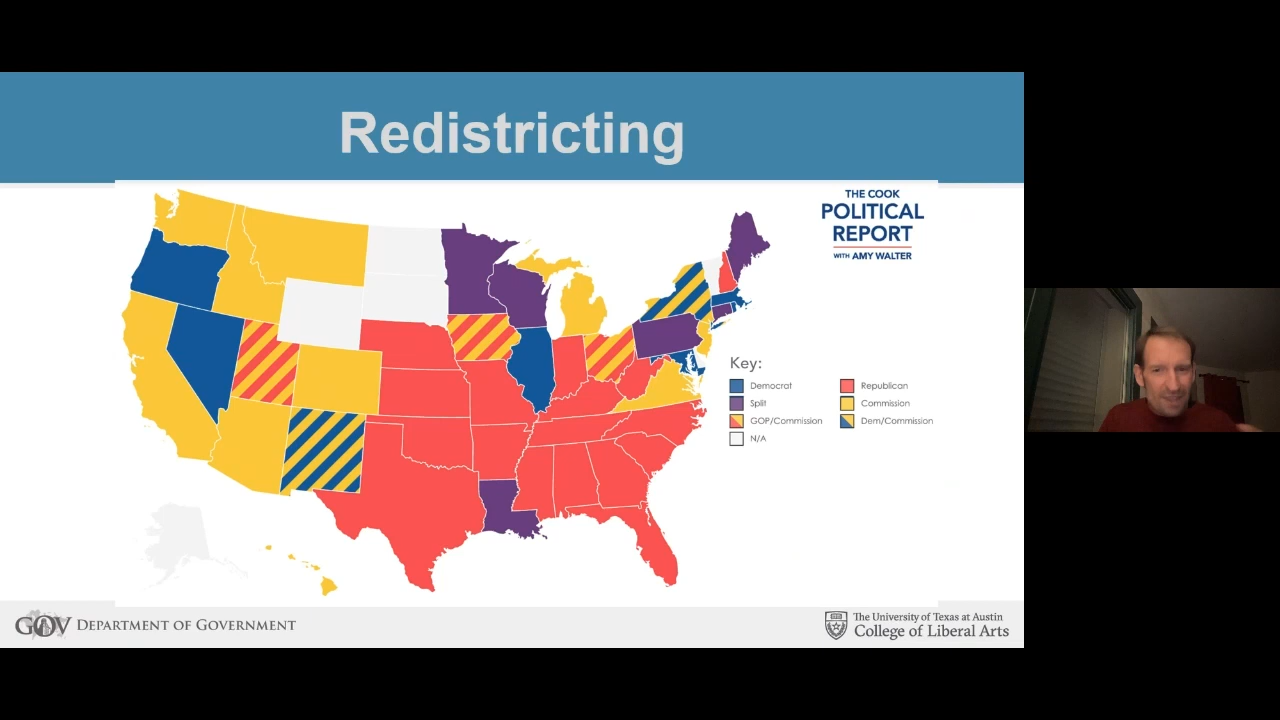 Redistricting
THE COOK
POLITICAL
REPORT
WITH AMY WALTER
Key:
Democrat
Republican
Split
Commission
GOP/Commission
Dem/Commission
N/A
GOV DEPARTMENT OF GOVERNMENT
The University of Texas at Austin
College of Liberal Arts